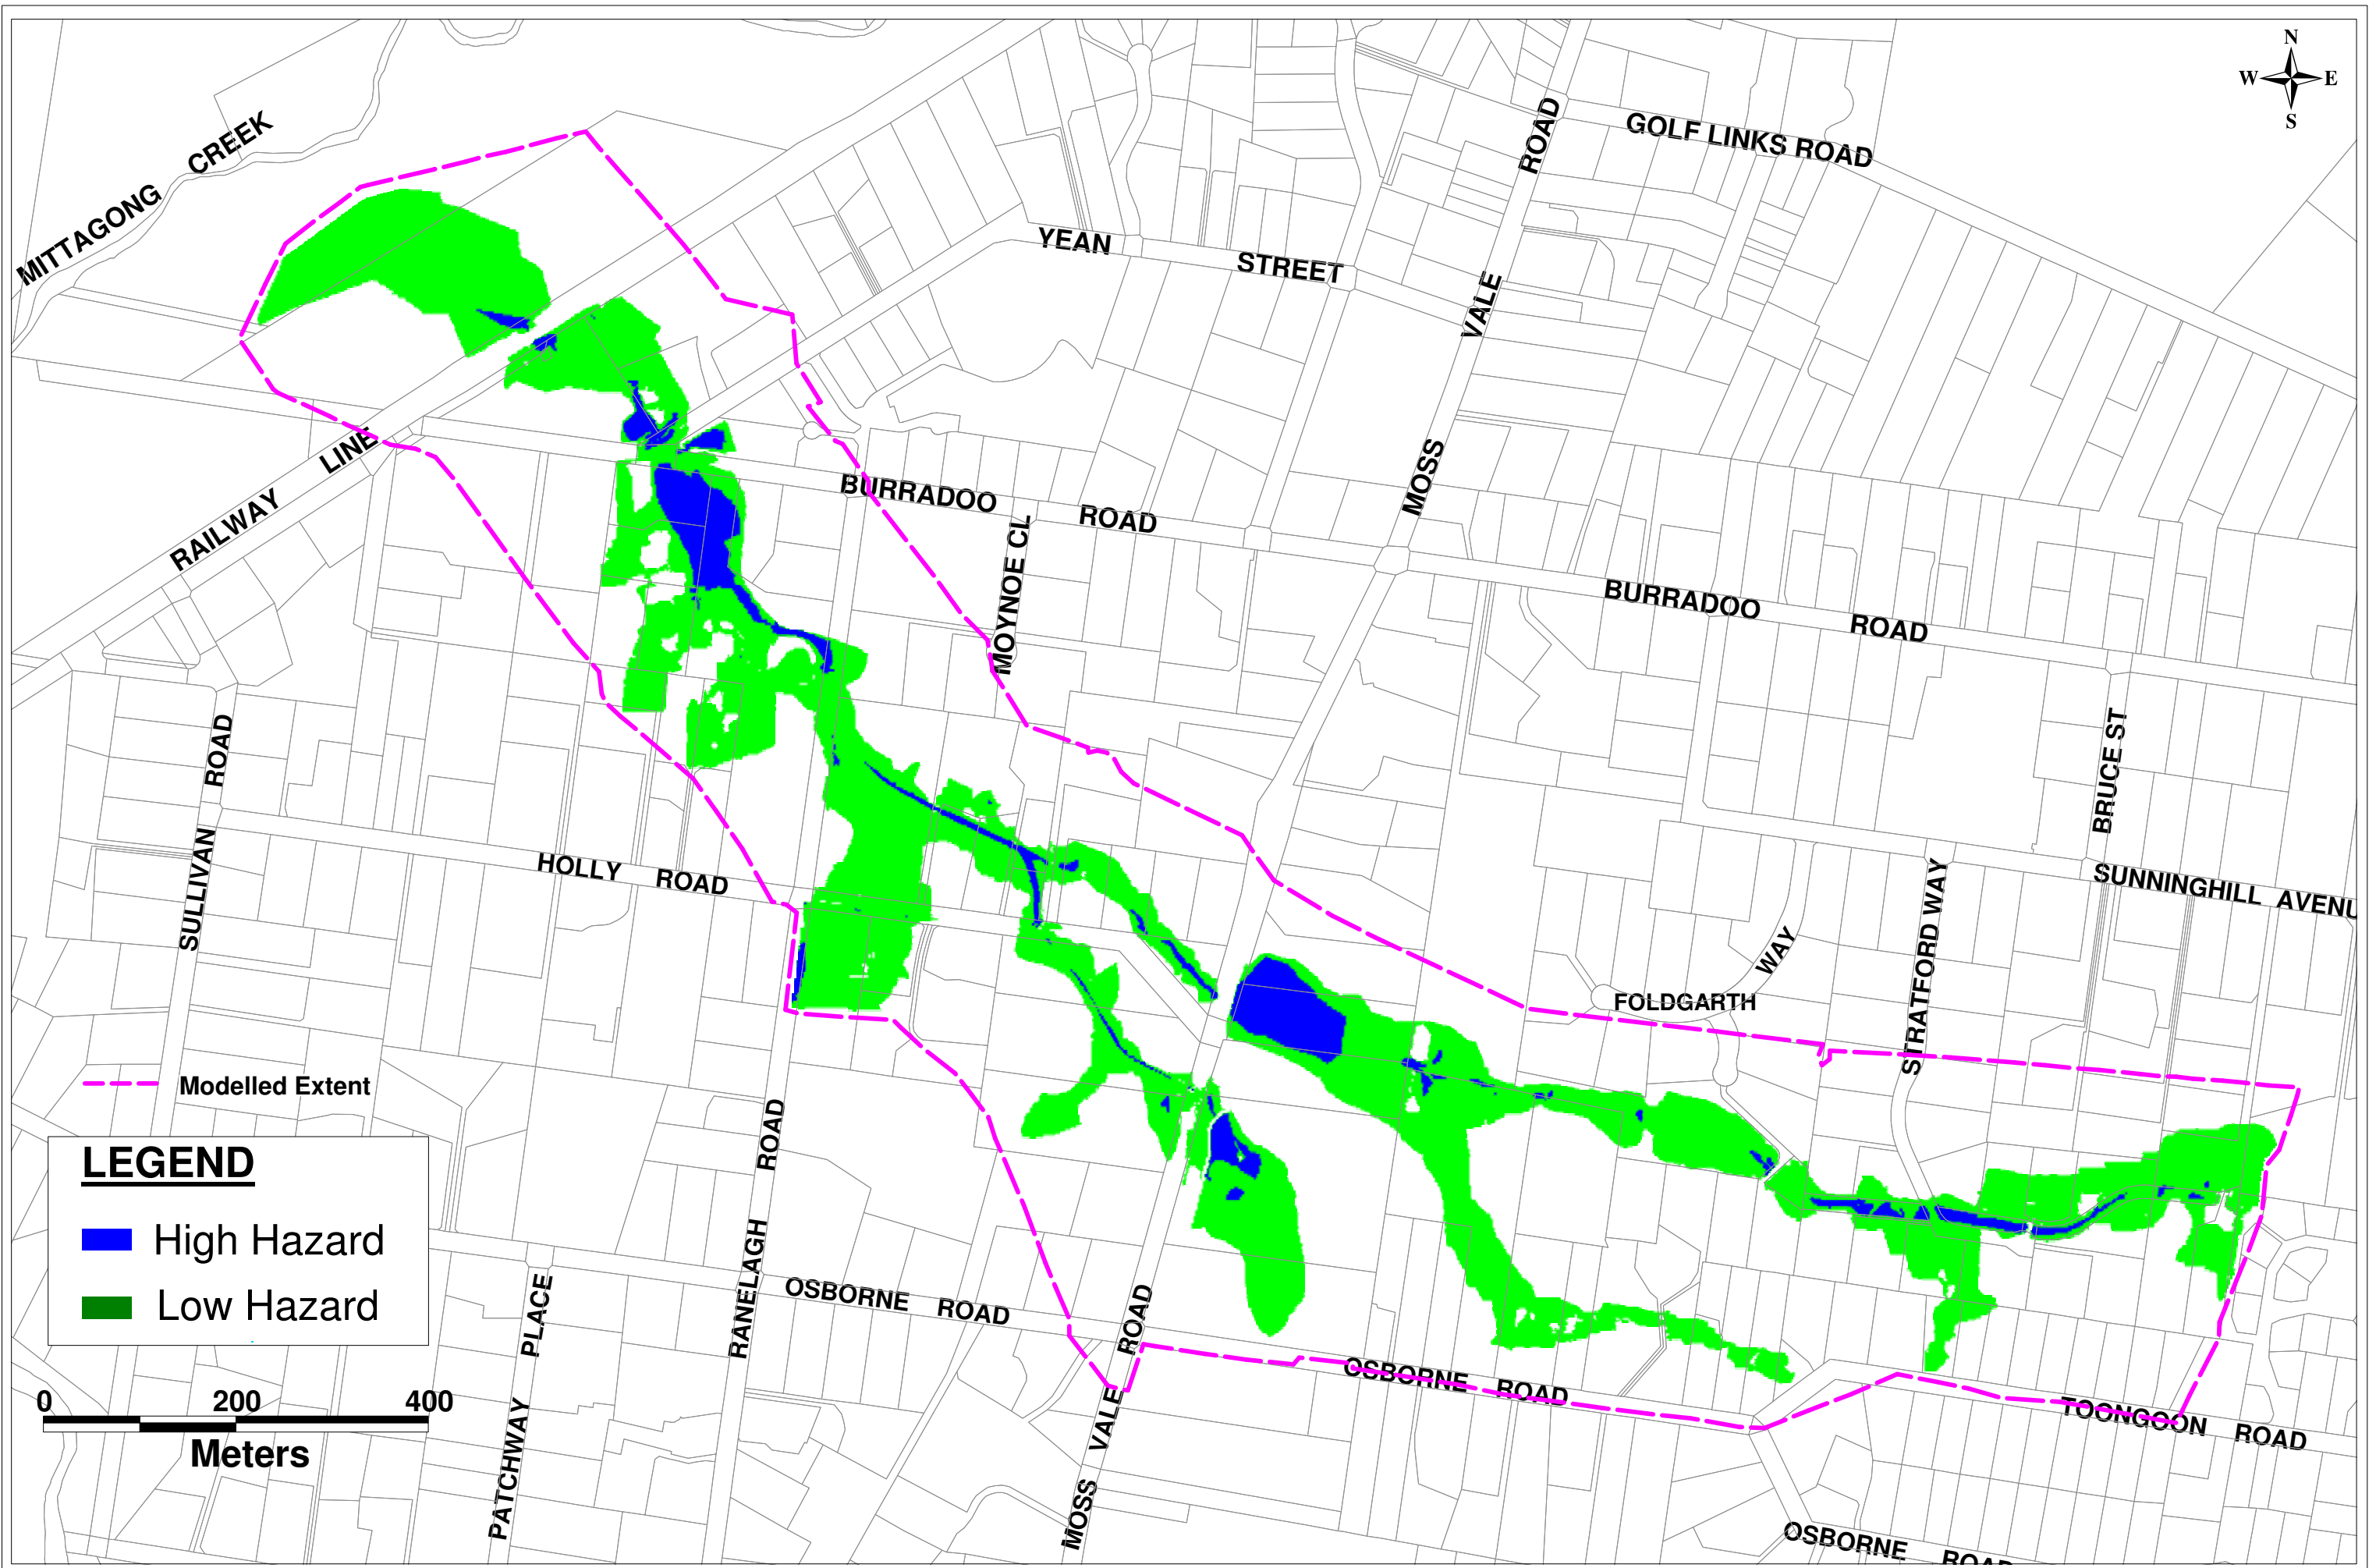 N
W E
S
GOLF LINKS ROAD
MITTAGONG CREEK
YEAN STREET
MOSS VALE ROAD
RAILWAY LINE
BURRADOO ROAD
MOYNOE CL
BURRADOO ROAD
BRUCE ST
SULLIVAN ROAD
HOLLY ROAD
SUNNINGHILL AVENU
STRATFORD WAY
FOLDGARTH WAY
Modelled Extent
LEGEND
High Hazard
Low Hazard
RANELAGH ROAD
OSBORNE ROAD
PATCHWAY PLACE
MOSS VALE ROAD
OSBORNE ROAD
TOONGOON ROAD
0 200 400
Meters
OSBORNE ROAD